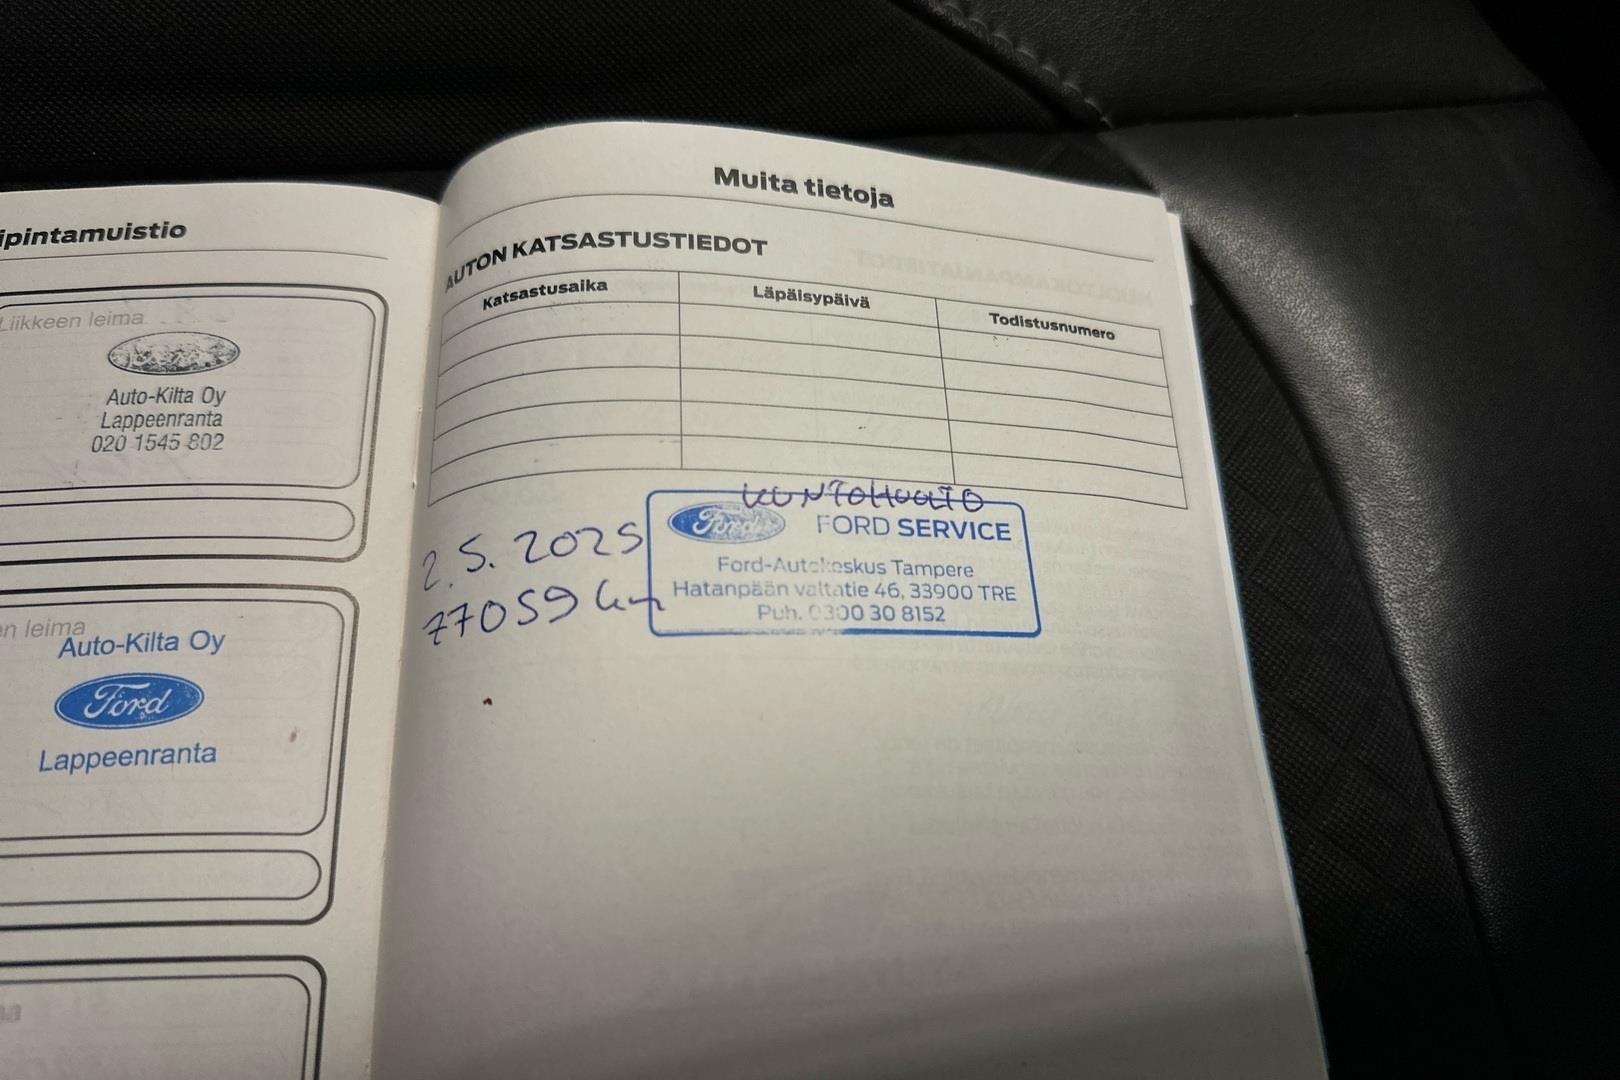 ipintamuistio
Liikkeen leima
Auto-Kilta Oy
Lappeenranta
020 1545 802
en leima
Auto-Kilta Oy
Ford
Lappeenranta
Muita tietoja
AUTON KATSASTUSTIEDOT
Katsastusaika Läpäisypäivä Todistusnumero
KUNTOHUOLTO
2.5.2025
77059 km
Ford FORD SERVICE
Ford-Autokeskus Tampere
Hatanpään valtatie 46, 33900 TRE
Puh. 0300 30 8152